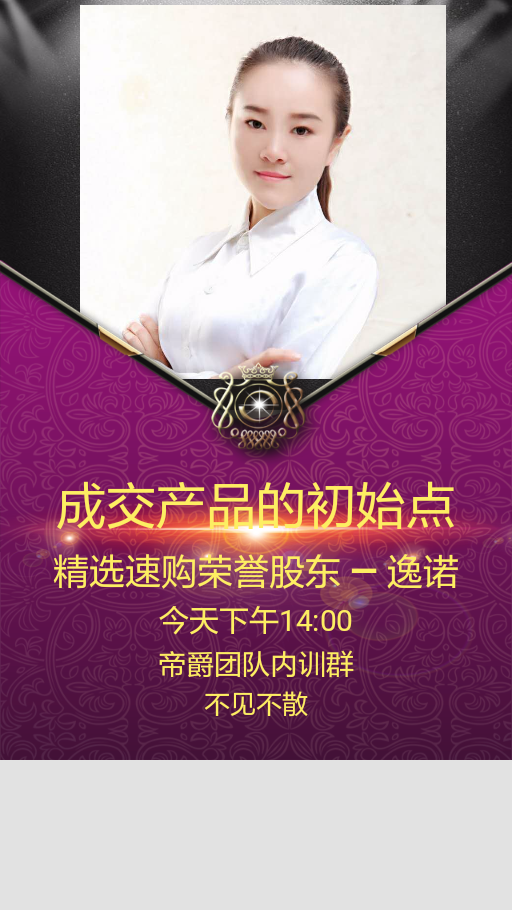 成交产品的初始点
精选速购荣誉股东 – 逸诺
今天下午14:00
帝爵团队内训群
不见不散